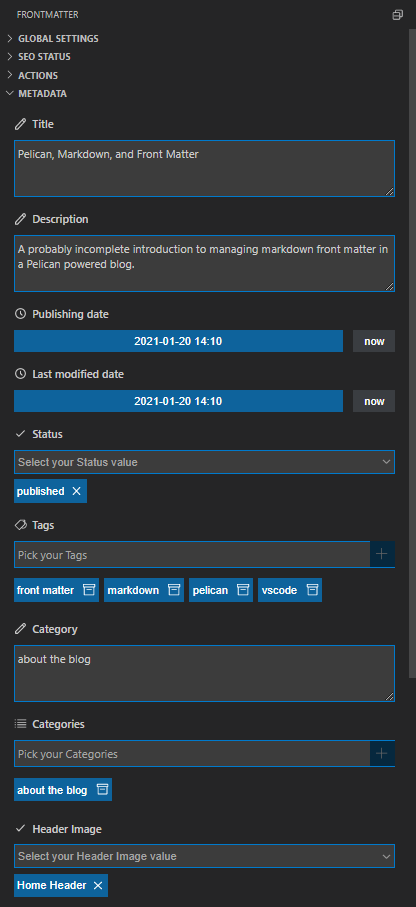 FRONTMATTER
GLOBAL SETTINGS
SEO STATUS
ACTIONS
METADATA
Title
Pelican, Markdown, and Front Matter
Description
A probably incomplete introduction to managing markdown front matter in
a Pelican powered blog.
Publishing date
2021-01-20 14:10 now
Last modified date
2021-01-20 14:10 now
Status
Select your Status value
published
Tags
Pick your Tags
front matter markdown pelican vscode
Category
about the blog
Categories
Pick your Categories
about the blog
Header Image
Select your Header Image value
Home Header